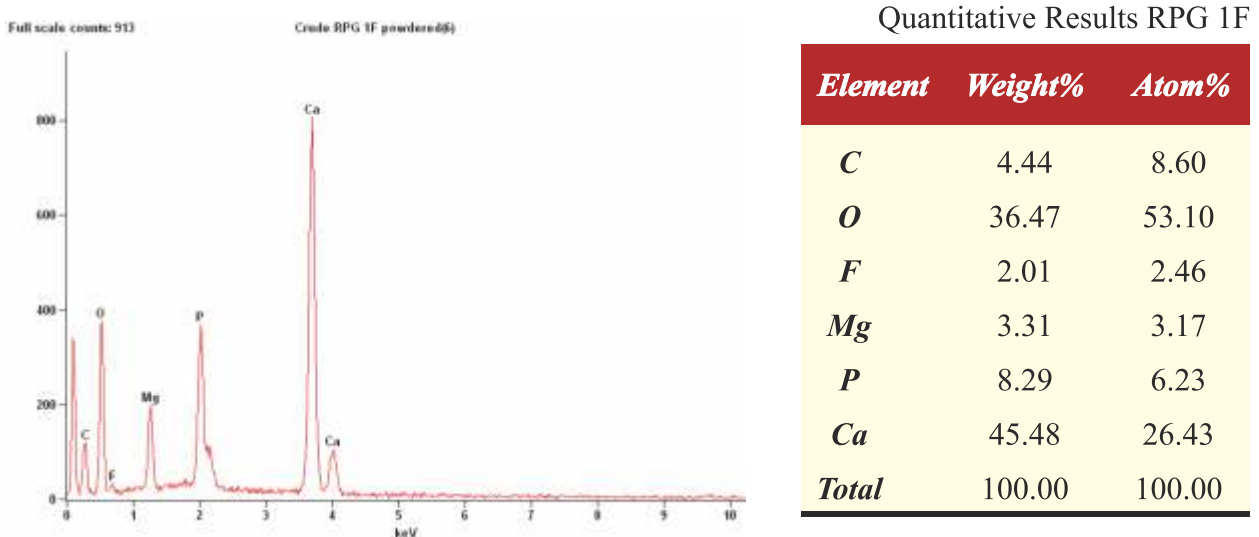 Full scale counts: 913
Crude RPG 1F powdered(6)
800
600
400
200
0
Ca
O
P
Mg
C
F
Ca
0 1 2 3 4 5 6 7 8 9 10
keV
Quantitative Results RPG 1F
Element Weight% Atom%
C 4.44 8.60
O 36.47 53.10
F 2.01 2.46
Mg 3.31 3.17
P 8.29 6.23
Ca 45.48 26.43
Total 100.00 100.00